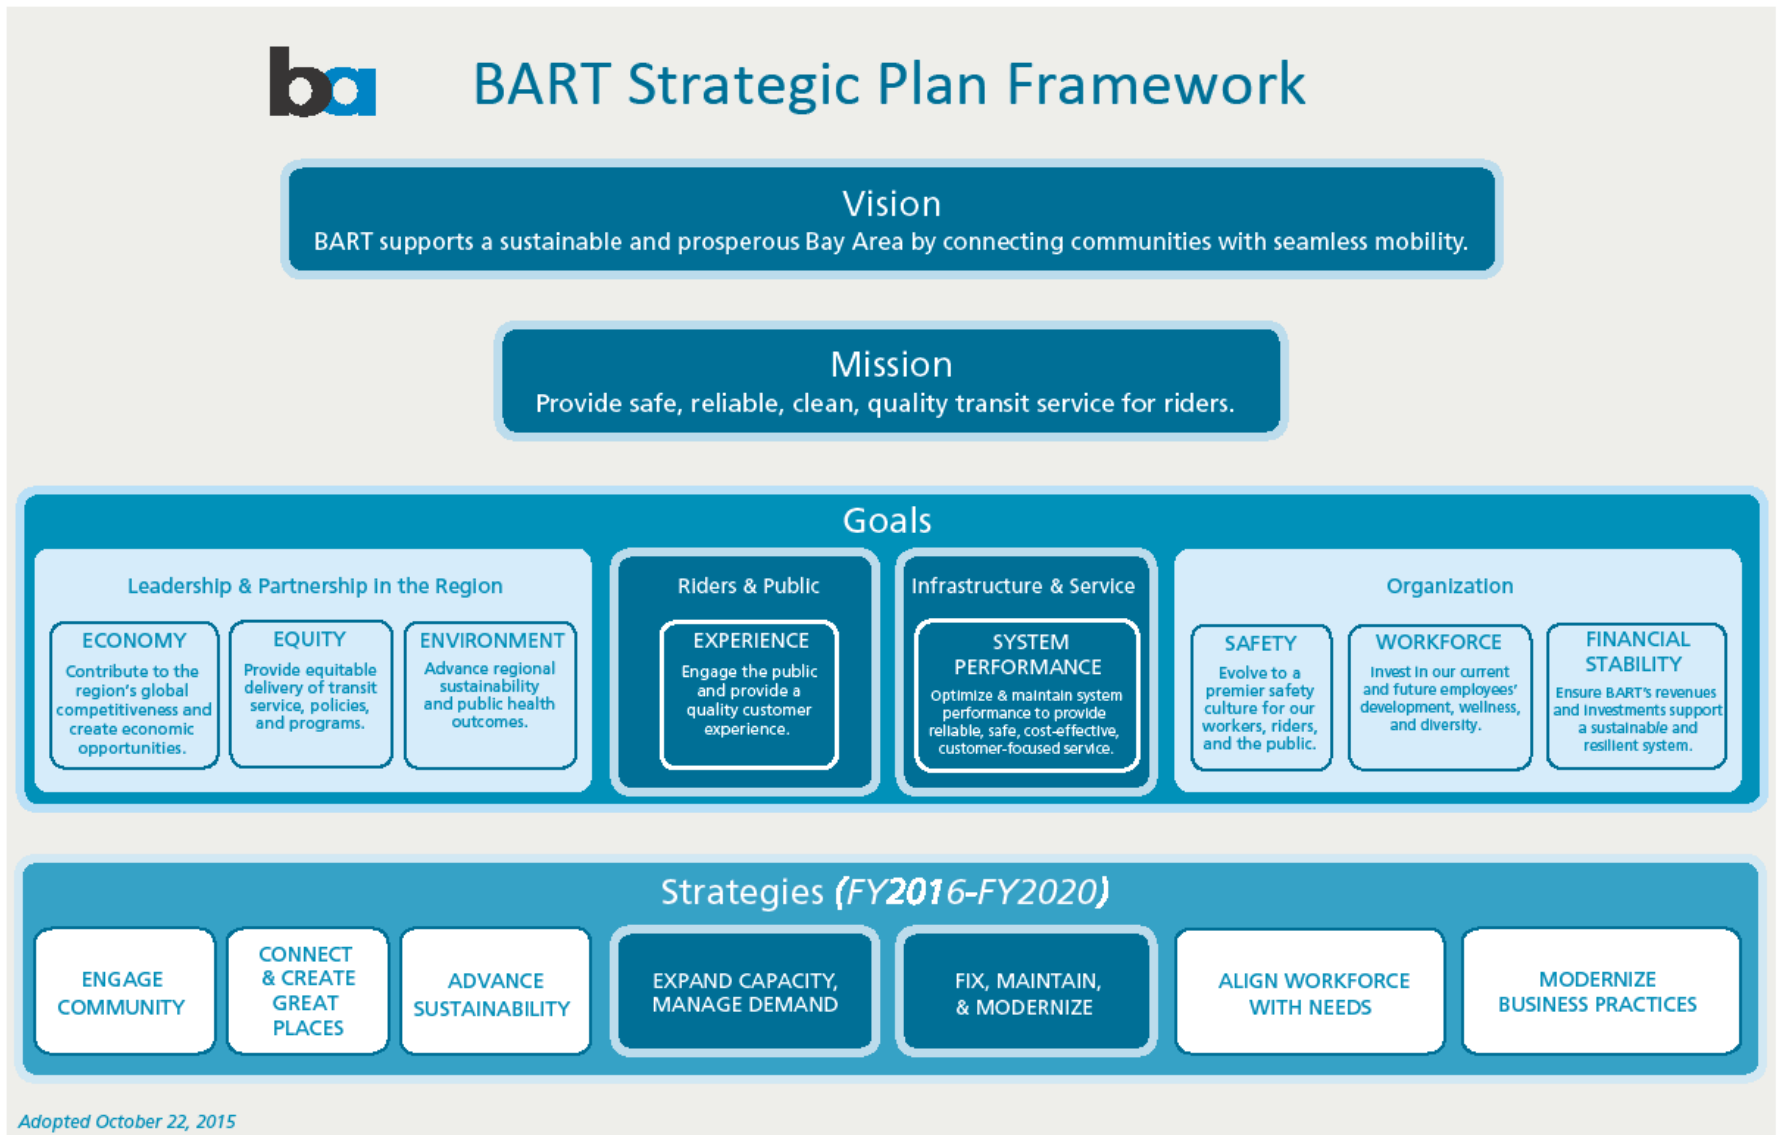 ba
BART Strategic Plan Framework
Vision
BART supports a sustainable and prosperous Bay Area by connecting communities with seamless mobility.
Mission
Provide safe, reliable, clean, quality transit service for riders.
Goals
Leadership & Partnership in the Region
ECONOMY
Contribute to the
region's global
competitiveness and
create economic
opportunities.
EQUITY
Provide equitable
delivery of transit
service, policies,
and programs.
ENVIRONMENT
Advance regional
sustainability
and public health
outcomes.
Riders & Public
EXPERIENCE
Engage the public
and provide a
quality customer
experience.
Infrastructure & Service
SYSTEM
PERFORMANCE
Optimize & maintain system
performance to provide
reliable, safe, cost-effective,
customer-focused service.
Organization
SAFETY
Evolve to a
premier safety
culture for our
workers, riders,
and the public.
WORKFORCE
Invest in our current
and future employees'
development, wellness,
and diversity.
FINANCIAL
STABILITY
Ensure BART's revenues
and investments support
a sustainable and
resilient system.
Strategies (FY2016-FY2020)
ENGAGE
COMMUNITY
CONNECT
& CREATE
GREAT
PLACES
ADVANCE
SUSTAINABILITY
EXPAND CAPACITY,
MANAGE DEMAND
FIX, MAINTAIN,
& MODERNIZE
ALIGN WORKFORCE
WITH NEEDS
MODERNIZE
BUSINESS PRACTICES
Adopted October 22, 2015